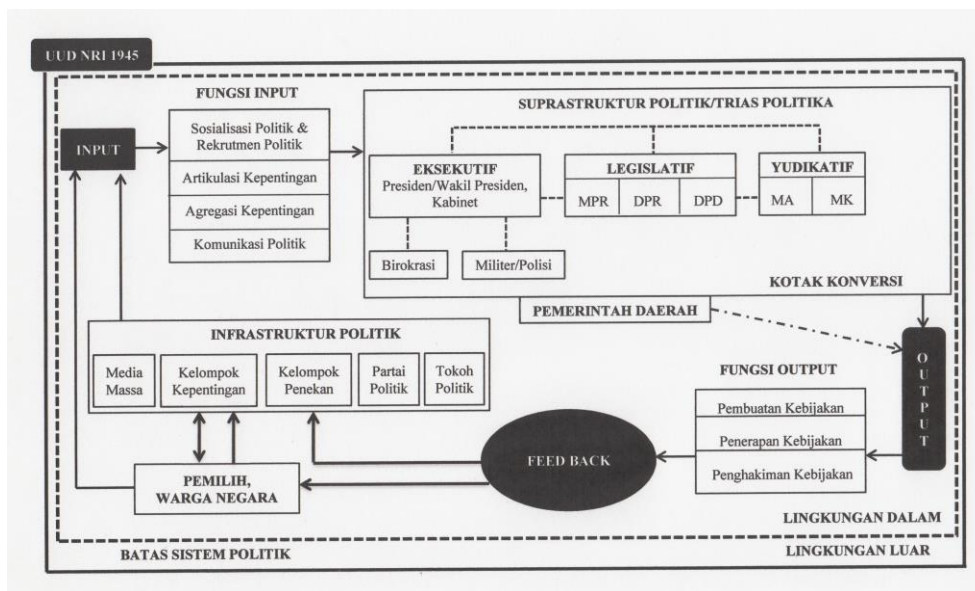 UUD NRI 1945
FUNGSI INPUT
SUPRASTRUKTUR POLITIK/TRIAS POLITIKA
INPUT
Sosialisasi Politik &
Rekrutmen Politik
Artikulasi Kepentingan
Agregasi Kepentingan
Komunikasi Politik
EKSEKUTIF
Presiden/Wakil Presiden,
Kabinet
LEGISLATIF
MPR
DPR
DPD
YUDIKATIF
MA
MK
Birokrasi
Militer/Polisi
KOTAK KONVERSI
PEMERINTAH DAERAH
INFRASTRUKTUR POLITIK
Media
Massa
Kelompok
Kepentingan
Kelompok
Penekan
Partai
Politik
Tokoh
Politik
FUNGSI OUTPUT
Pembuatan Kebijakan
Penerapan Kebijakan
Penghakiman Kebijakan
OUTPUT
FEED BACK
PEMILIH,
WARGA NEGARA
LINGKUNGAN DALAM
BATAS SISTEM POLITIK
LINGKUNGAN LUAR